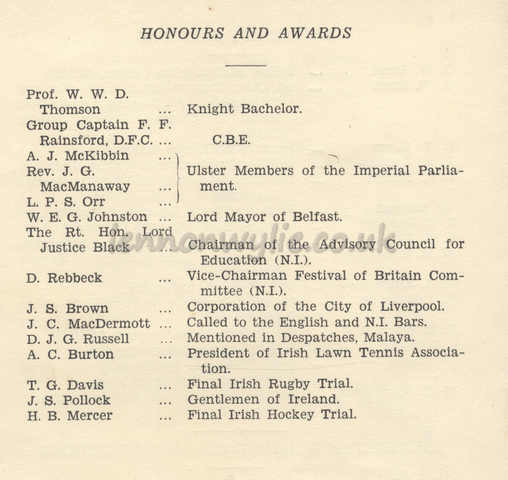 HONOURS AND AWARDS
Prof. W. W. D.
Thomson ... Knight Bachelor.
Group Captain F. F.
Rainsford, D.F.C. ... C.B.E.
A. J. McKibbin ...
Rev. J. G. Ulster Members of the Imperial Parlia-
MacManaway ... ment.
L. P. S. Orr ...
W. E. G. Johnston ... Lord Mayor of Belfast.
The Rt. Hon. Lord
Justice Black ... Chairman of the Advisory Council for
Education (N.I.).
D. Rebbeck ... Vice-Chairman Festival of Britain Com-
mittee (N.I.).
J. S. Brown ... Corporation of the City of Liverpool.
J. C. MacDermott ... Called to the English and N.I. Bars.
D. J. G. Russell ... Mentioned in Despatches, Malaya.
A. C. Burton ... President of Irish Lawn Tennis Associa-
tion.
T. G. Davis ... Final Irish Rugby Trial.
J. S. Pollock ... Gentlemen of Ireland.
H. B. Mercer ... Final Irish Hockey Trial.
lennonwylie.co.uk